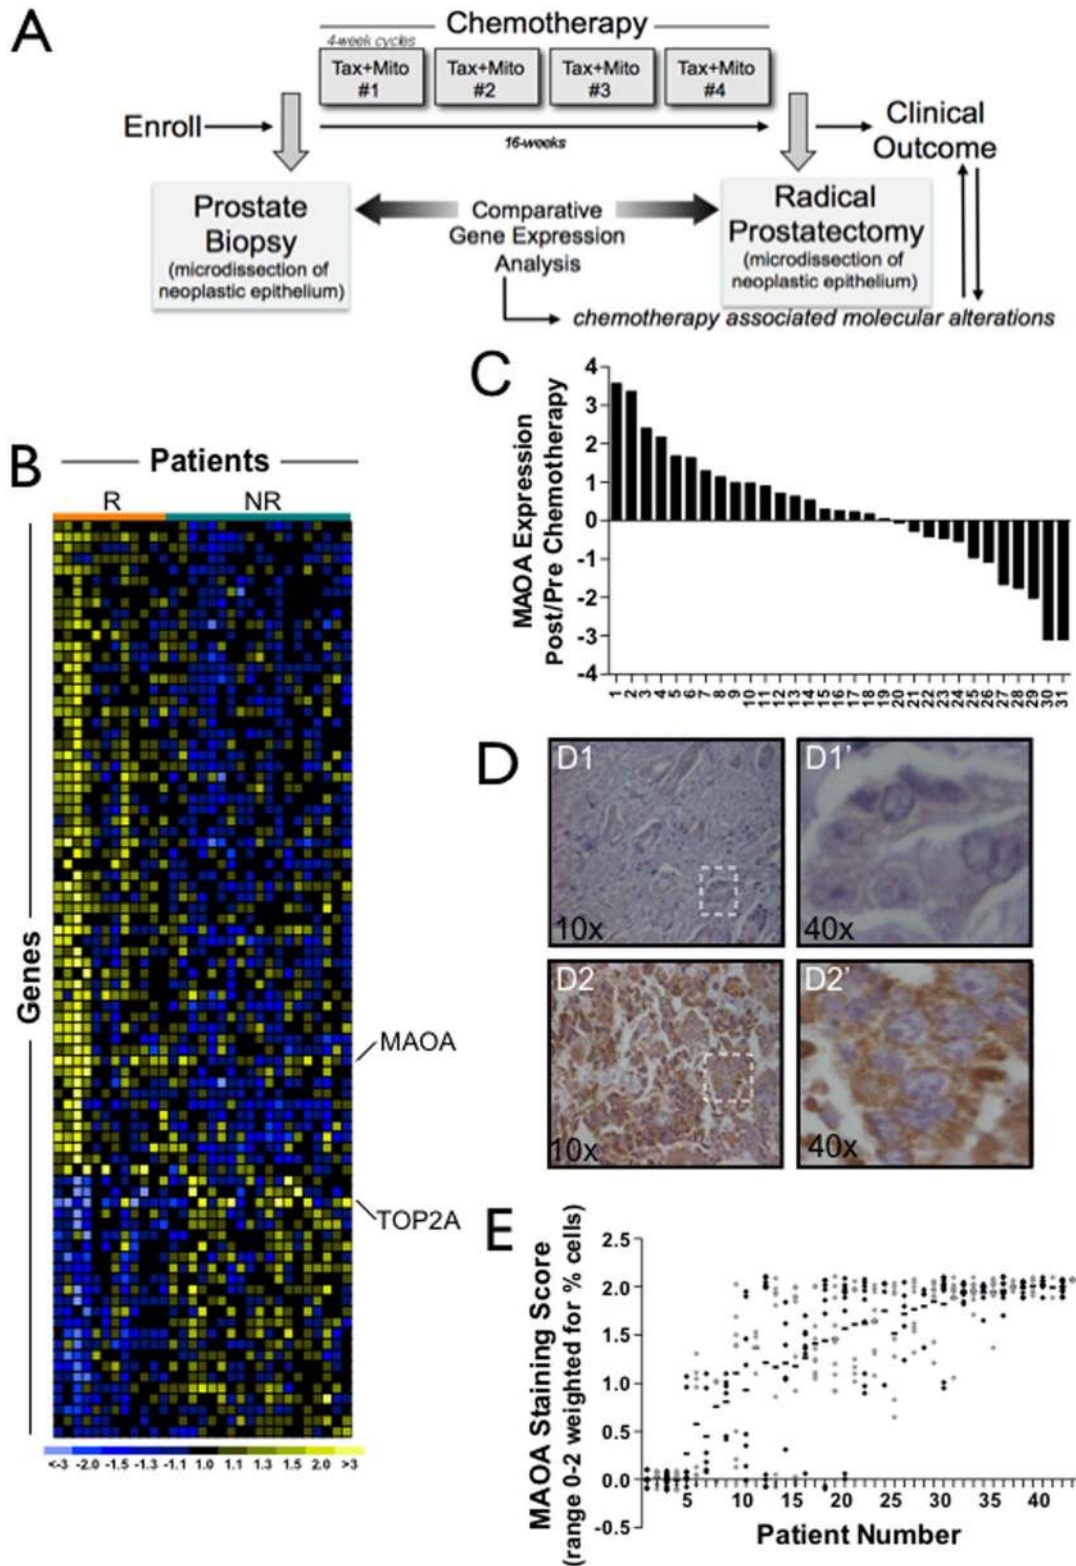 A
Chemotherapy
4-week cycles
Tax+Mito
#1
Tax+Mito
#2
Tax+Mito
#3
Tax+Mito
#4
Enroll
16-weeks
Clinical
Outcome
Prostate
Biopsy
(microdissection of
neoplastic epithelium)
Comparative
Gene Expression
Analysis
Radical
Prostatectomy
(microdissection of
neoplastic epithelium)
chemotherapy associated molecular alterations
B
Patients
R NR
Genes
MAOA
TOP2A
<-3 -2.0 -1.5 -1.3 -1.1 1.0 1.1 1.3 1.5 2.0 >3
C
MAOA Expression
Post/Pre Chemotherapy
4
3
2
1
0
-1
-2
-3
-4
1 2 3 4 5 6 7 8 9 10 11 12 13 14 15 16 17 18 19 20 21 22 23 24 25 26 27 28 29 30 31
D
D1
10x
D1'
40x
D2
10x
D2'
40x
E
MAOA Staining Score
(range 0-2 weighted for % cells)
2.5
2.0
1.5
1.0
0.5
0.0
-0.5
5 10 15 20 25 30 35 40
Patient Number